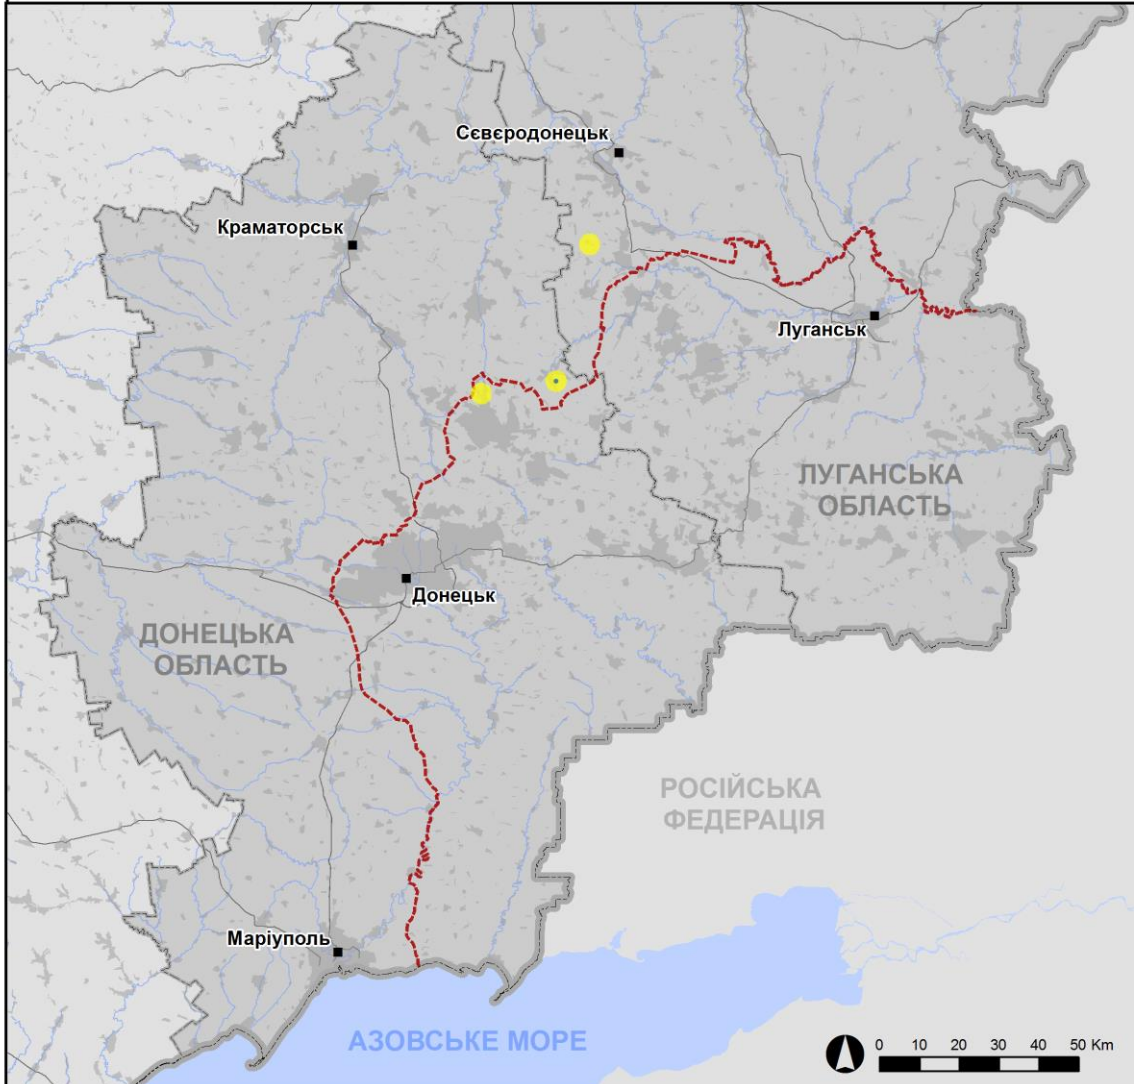 Сєвєродонецьк
Краматорськ
Луганськ
ЛУГАНСЬКА
ОБЛАСТЬ
Донецьк
ДОНЕЦЬКА
ОБЛАСТЬ
РОСІЙСЬКА
ФЕДЕРАЦІЯ
Маріуполь
АЗОВСЬКЕ МОРЕ
0 10 20 30 40 50 Km